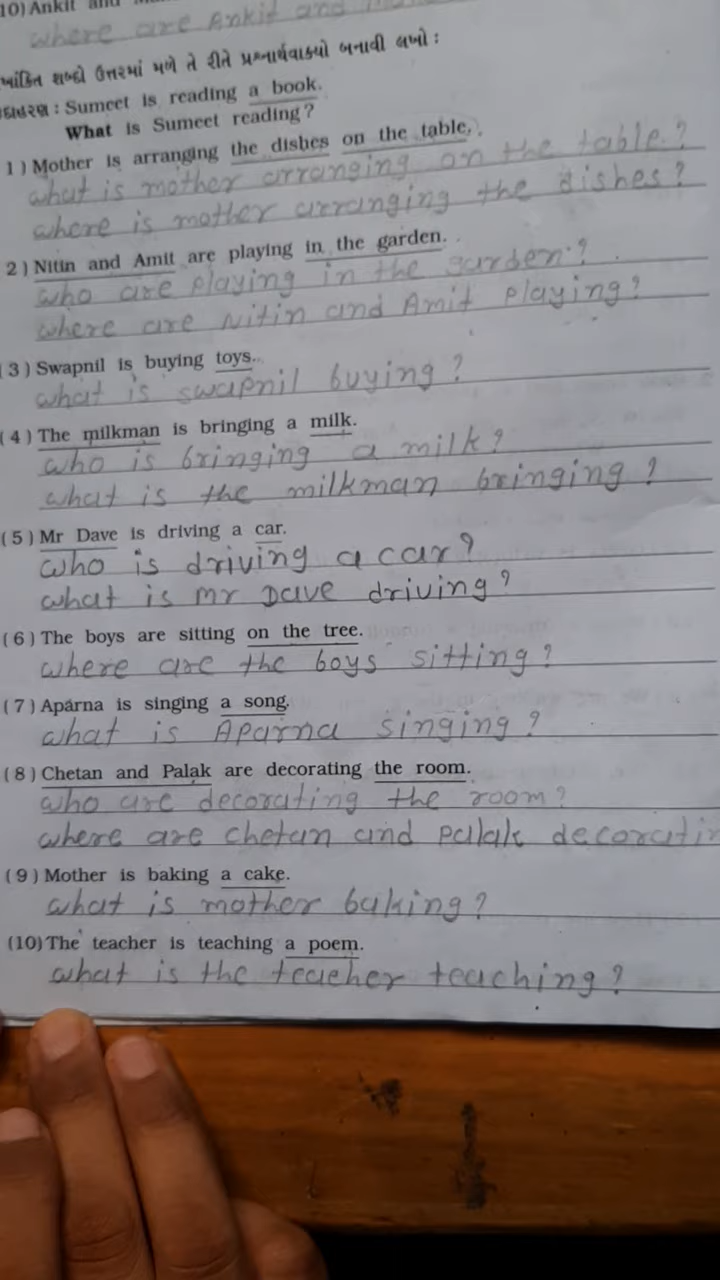 10) Ankit and
where are Ankit and
ખાંકિત શબ્દો ઉત્તરમાં મળે તે રીતે પ્રશ્નાર્થવાક્યો બનાવી લખો :
દાહરણ : Sumeet is reading a book.
What is Sumeet reading?
1) Mother is arranging the dishes on the table.
what is mother arranging on the table?
where is mother arranging the dishes?
2) Nitin and Amit are playing in the garden.
who are playing in the garden?
where are Nitin and Amit playing?
3) Swapnil is buying toys.
what is swapnil buying?
(4) The milkman is bringing a milk.
who is bringing a milk?
what is the milkman bringing?
(5) Mr Dave is driving a car.
who is driving a car?
what is mr Dave driving?
(6) The boys are sitting on the tree.
where are the boys sitting?
(7) Aparna is singing a song.
what is Aparna singing?
(8) Chetan and Palak are decorating the room.
who are decorating the room?
where are chetan and palak decoratin
(9) Mother is baking a cake.
what is mother baking?
(10) The teacher is teaching a poem.
what is the teacher teaching?